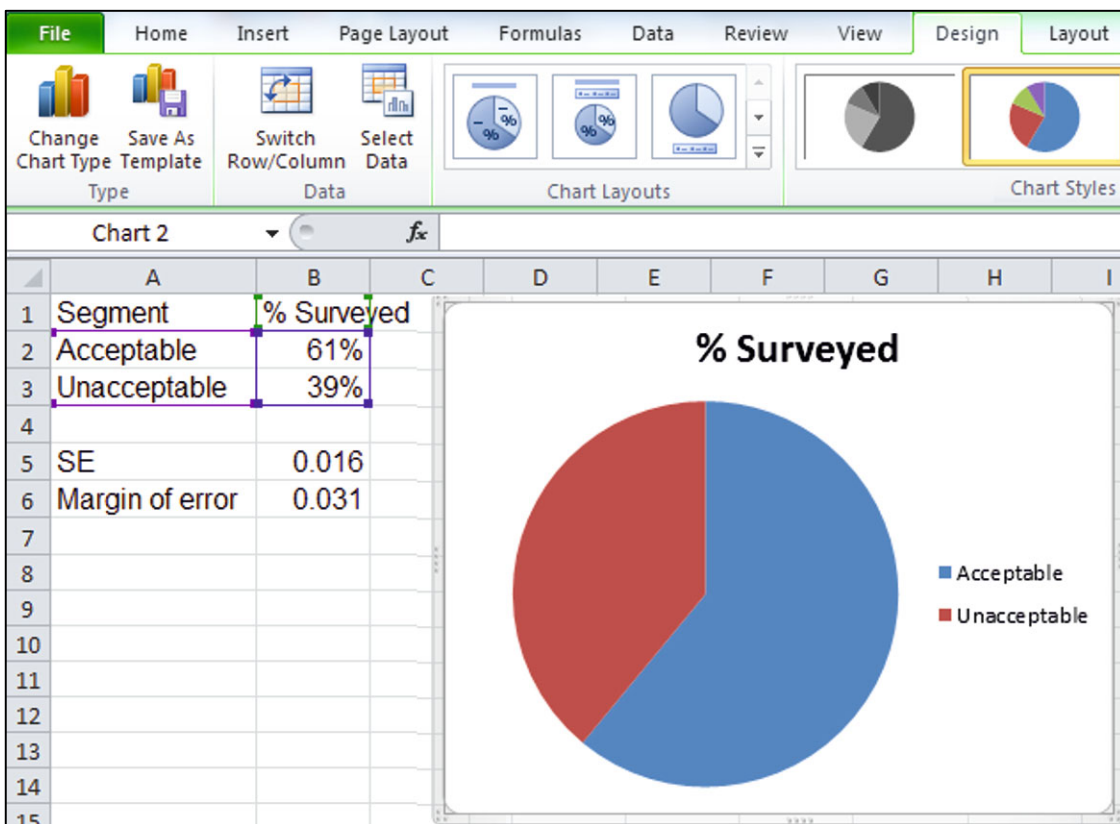 File Home Insert Page Layout Formulas Data Review View Design Layout
Change Chart Type
Save As Template
Switch Row/Column
Select Data
% %
% %
Type Data Chart Layouts Chart Styles
Chart 2 fx
A B C D E F G H I
1 Segment % Surveyed
2 Acceptable 61%
3 Unacceptable 39%
4
5 SE 0.016
6 Margin of error 0.031
7
8
9
10
11
12
13
14
15
% Surveyed
Acceptable
Unacceptable